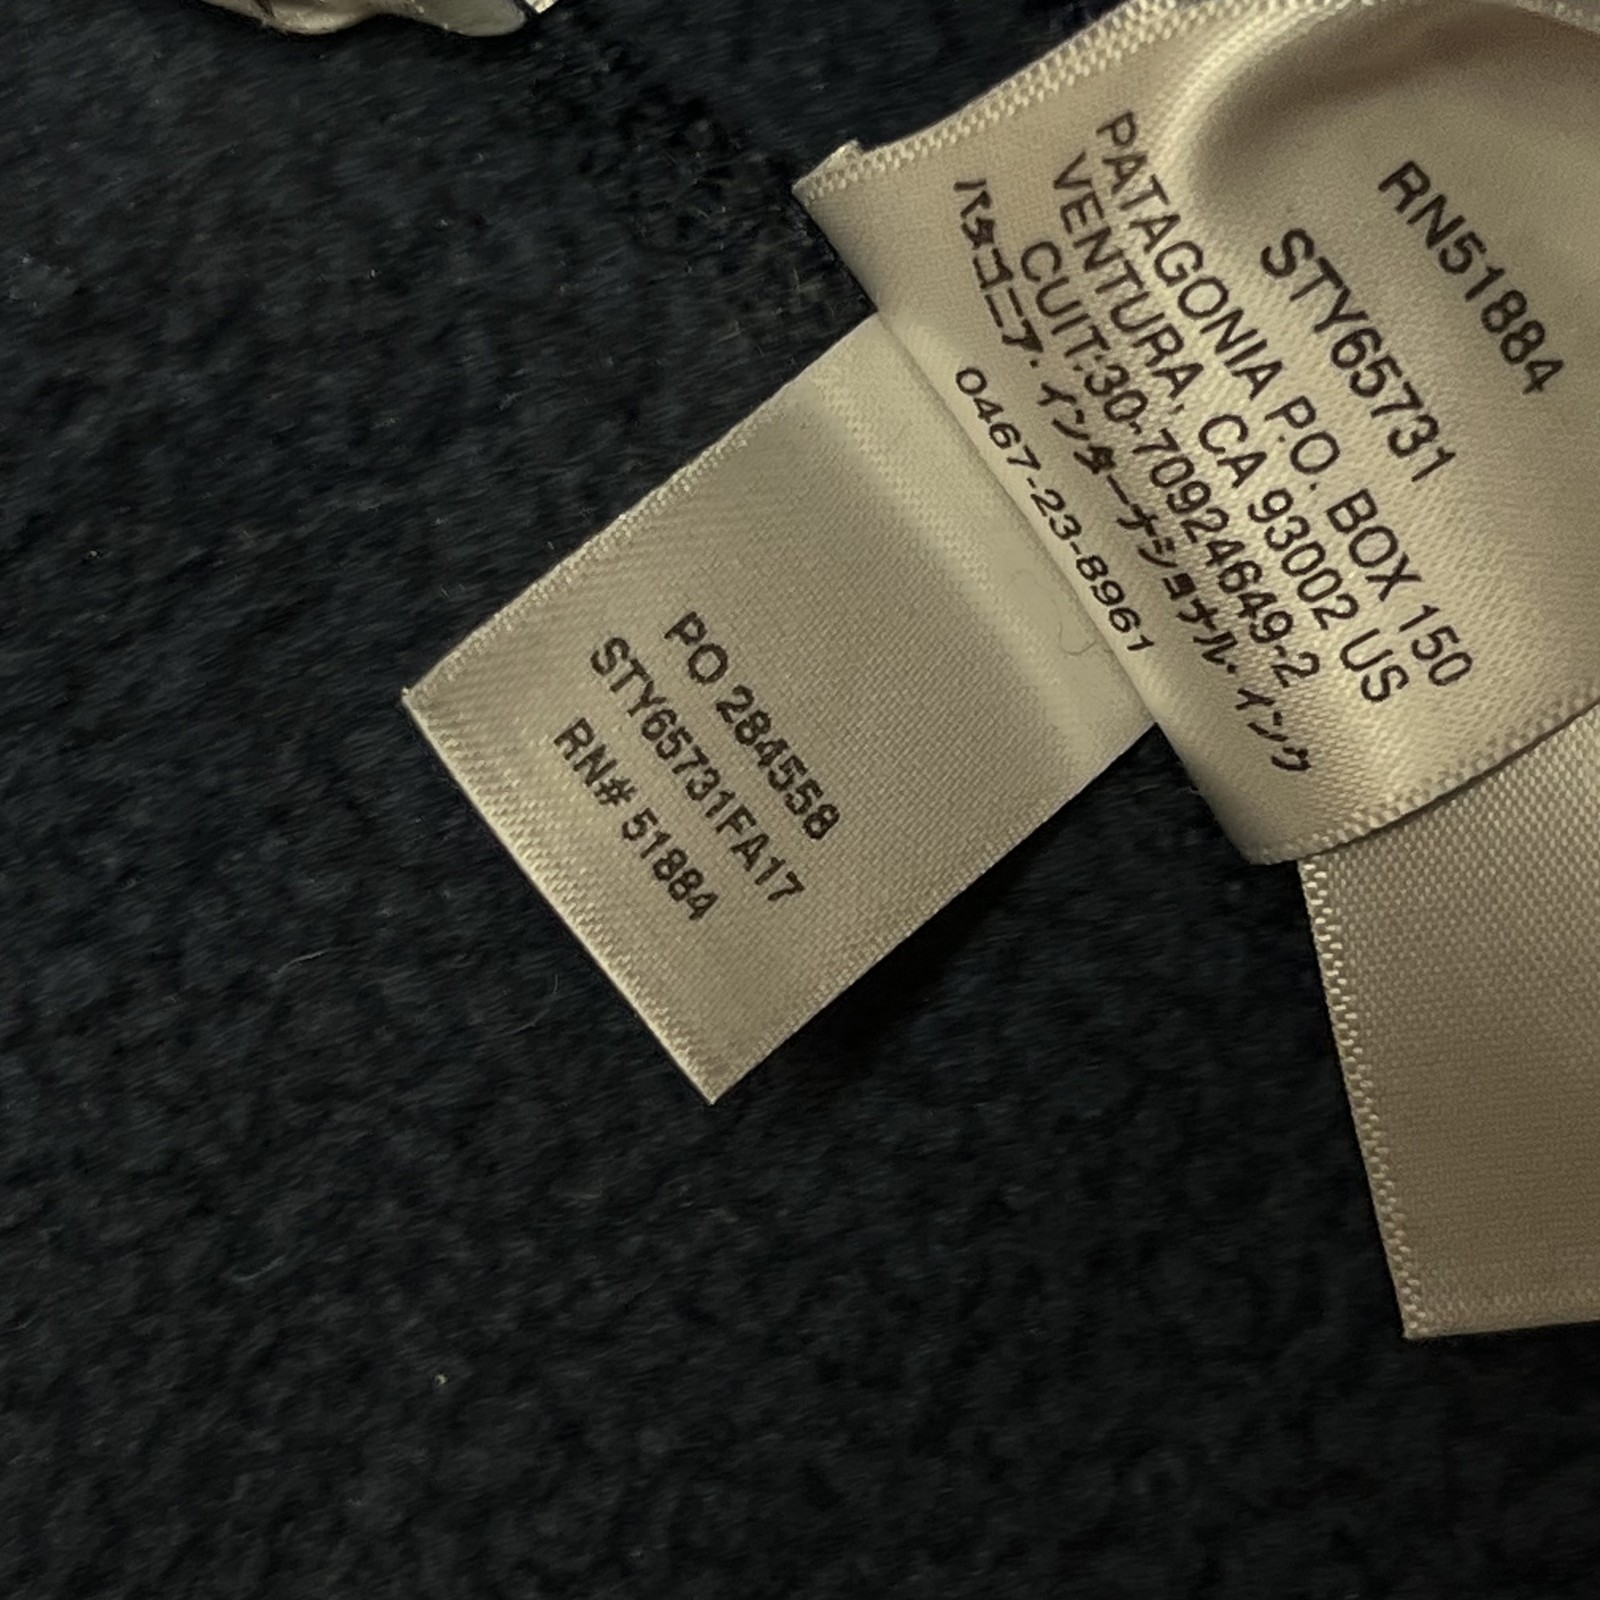 RN51884
STY65731
PATAGONIA P.O. BOX 150
VENTURA, CA 93002 US
CUIT:30-70924649-2
パタゴニア・インターナショナル・インク
0467-23-8961
PO 284558
STY65731FA17
RN# 51884